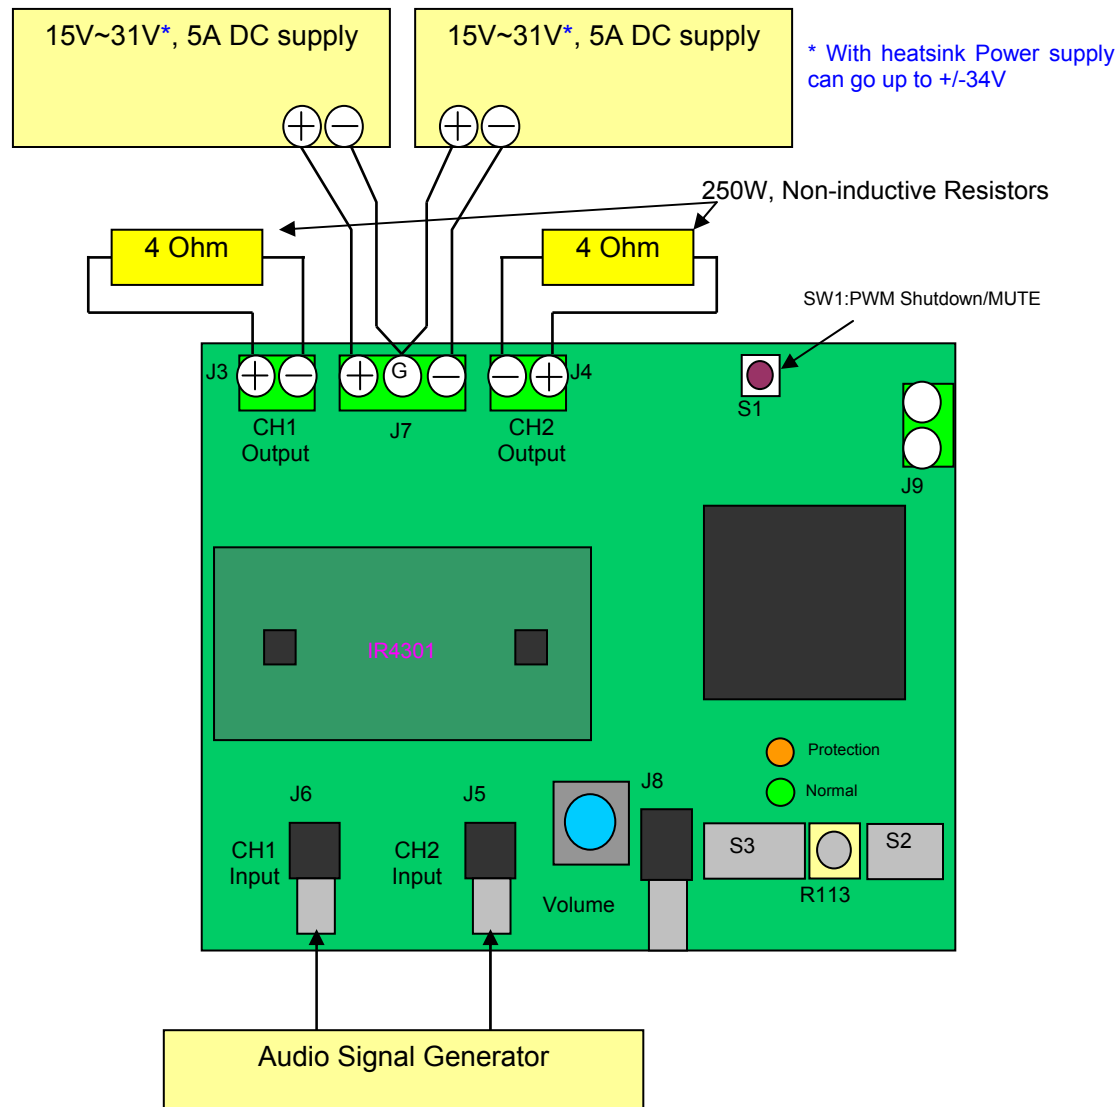 15V~31V*, 5A DC supply
15V~31V*, 5A DC supply
* With heatsink Power supply
can go up to +/-34V
250W, Non-inductive Resistors
4 Ohm
4 Ohm
SW1:PWM Shutdown/MUTE
J3
G
J4
CH1
Output
J7
CH2
Output
S1
J9
IR4301
Protection
Normal
J6
J5
J8
CH1
Input
CH2
Input
Volume
S3
S2
R113
Audio Signal Generator